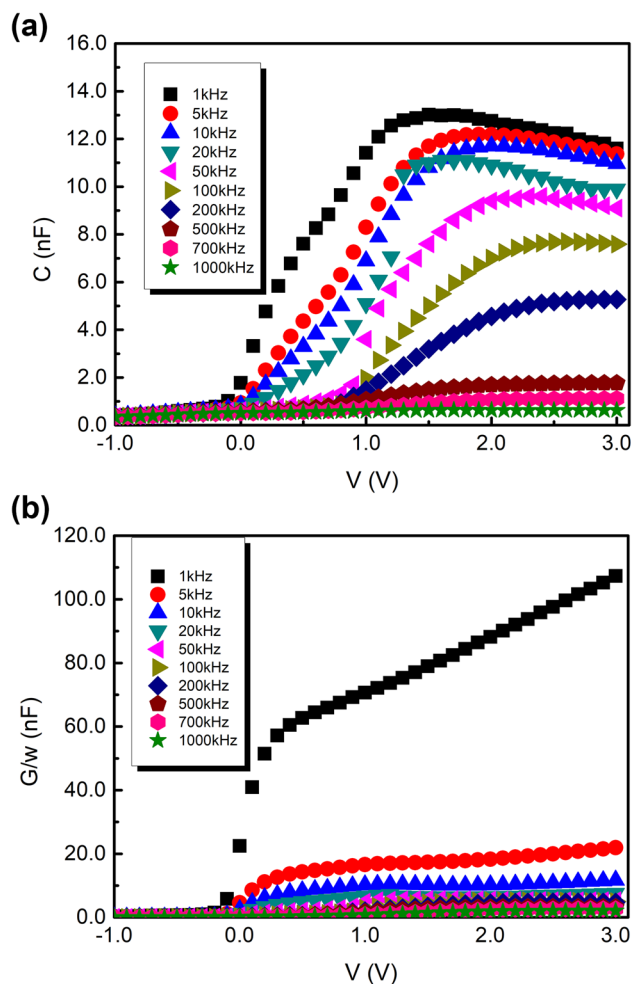 (a)
16.0
14.0
12.0
10.0
8.0
6.0
4.0
2.0
0.0
C (nF)
1kHz
5kHz
10kHz
20kHz
50kHz
100kHz
200kHz
500kHz
700kHz
1000kHz
-1.0 0.0 1.0 2.0 3.0
V (V)
(b)
120.0
100.0
80.0
60.0
40.0
20.0
0.0
G/w (nF)
1kHz
5kHz
10kHz
20kHz
50kHz
100kHz
200kHz
500kHz
700kHz
1000kHz
-1.0 0.0 1.0 2.0 3.0
V (V)